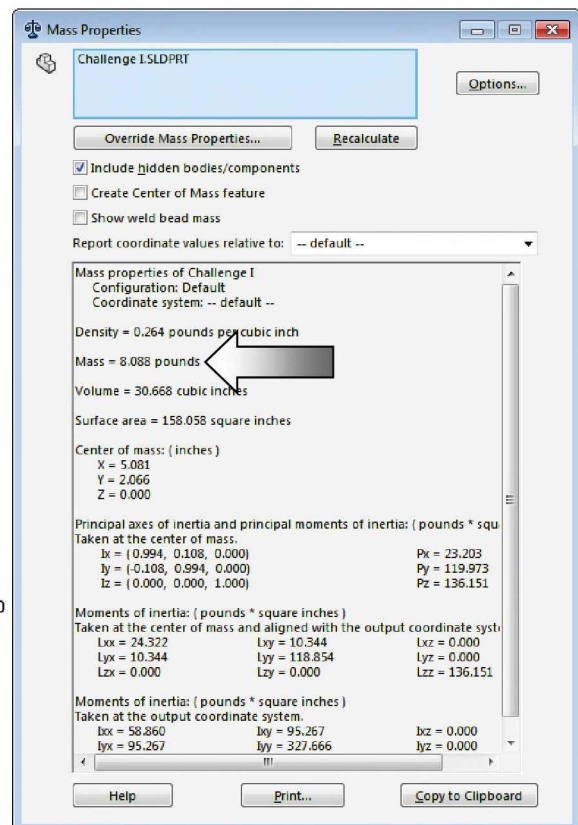 Mass Properties
Challenge I.SLDPRT
Options...
Override Mass Properties...
Recalculate
Include hidden bodies/components
Create Center of Mass feature
Show weld bead mass
Report coordinate values relative to: -- default --
Mass properties of Challenge I
Configuration: Default
Coordinate system: -- default --
Density = 0.264 pounds per cubic inch
Mass = 8.088 pounds
Volume = 30.668 cubic inches
Surface area = 158.058 square inches
Center of mass: ( inches )
X = 5.081
Y = 2.066
Z = 0.000
Principal axes of inertia and principal moments of inertia: ( pounds * squ
Taken at the center of mass.
Ix = ( 0.994, 0.108, 0.000) Px = 23.203
Iy = (-0.108, 0.994, 0.000) Py = 119.973
Iz = ( 0.000, 0.000, 1.000) Pz = 136.151
Moments of inertia: ( pounds * square inches )
Taken at the center of mass and aligned with the output coordinate syst
Lxx = 24.322 Lxy = 10.344 Lxz = 0.000
Lyx = 10.344 Lyy = 118.854 Lyz = 0.000
Lzx = 0.000 Lzy = 0.000 Lzz = 136.151
Moments of inertia: ( pounds * square inches )
Taken at the output coordinate system.
Ixx = 58.860 Ixy = 95.267 Ixz = 0.000
Iyx = 95.267 Iyy = 327.666 Iyz = 0.000
Help
Print...
Copy to Clipboard